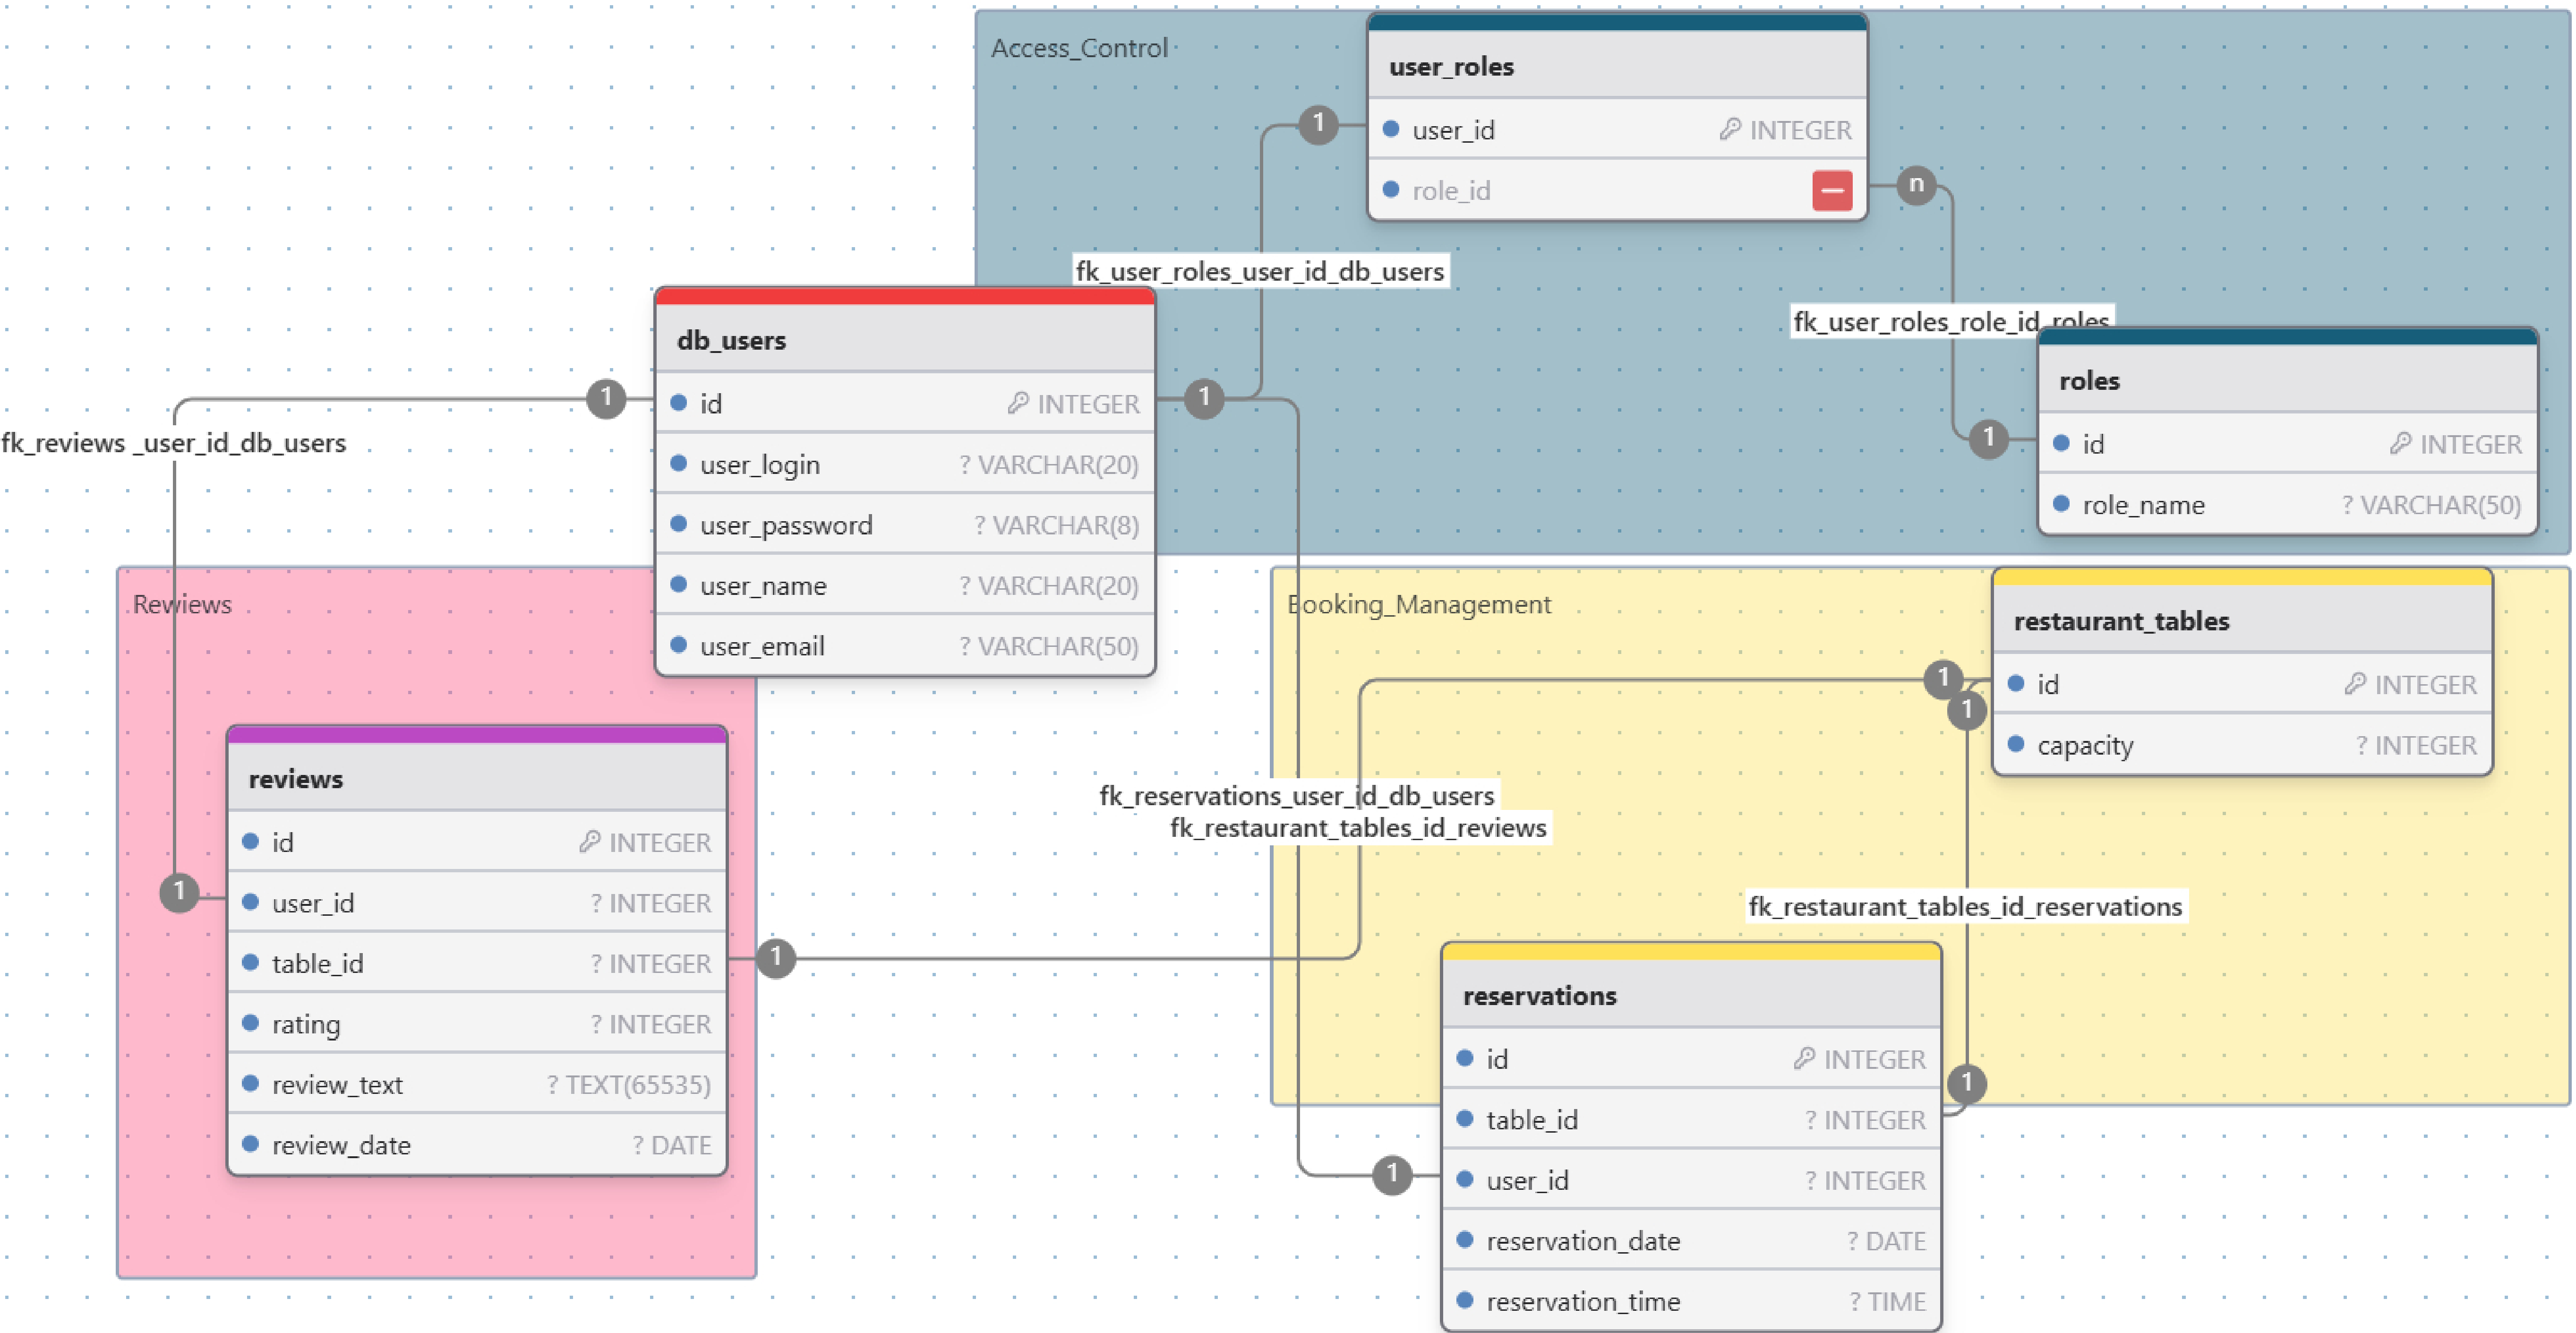 Access_Control
user_roles
user_id INTEGER
role_id
1
n
fk_user_roles_user_id_db_users
fk_user_roles_role_id_roles
db_users
id INTEGER
user_login ? VARCHAR(20)
user_password ? VARCHAR(8)
user_name ? VARCHAR(20)
user_email ? VARCHAR(50)
1
1
roles
id INTEGER
role_name ? VARCHAR(50)
1
fk_reviews _user_id_db_users
Rewiews
reviews
id INTEGER
user_id ? INTEGER
table_id ? INTEGER
rating ? INTEGER
review_text ? TEXT(65535)
review_date ? DATE
1
1
Booking_Management
restaurant_tables
id INTEGER
capacity ? INTEGER
1
1
fk_reservations_user_id_db_users
fk_restaurant_tables_id_reviews
fk_restaurant_tables_id_reservations
reservations
id INTEGER
table_id ? INTEGER
user_id ? INTEGER
reservation_date ? DATE
reservation_time ? TIME
1
1